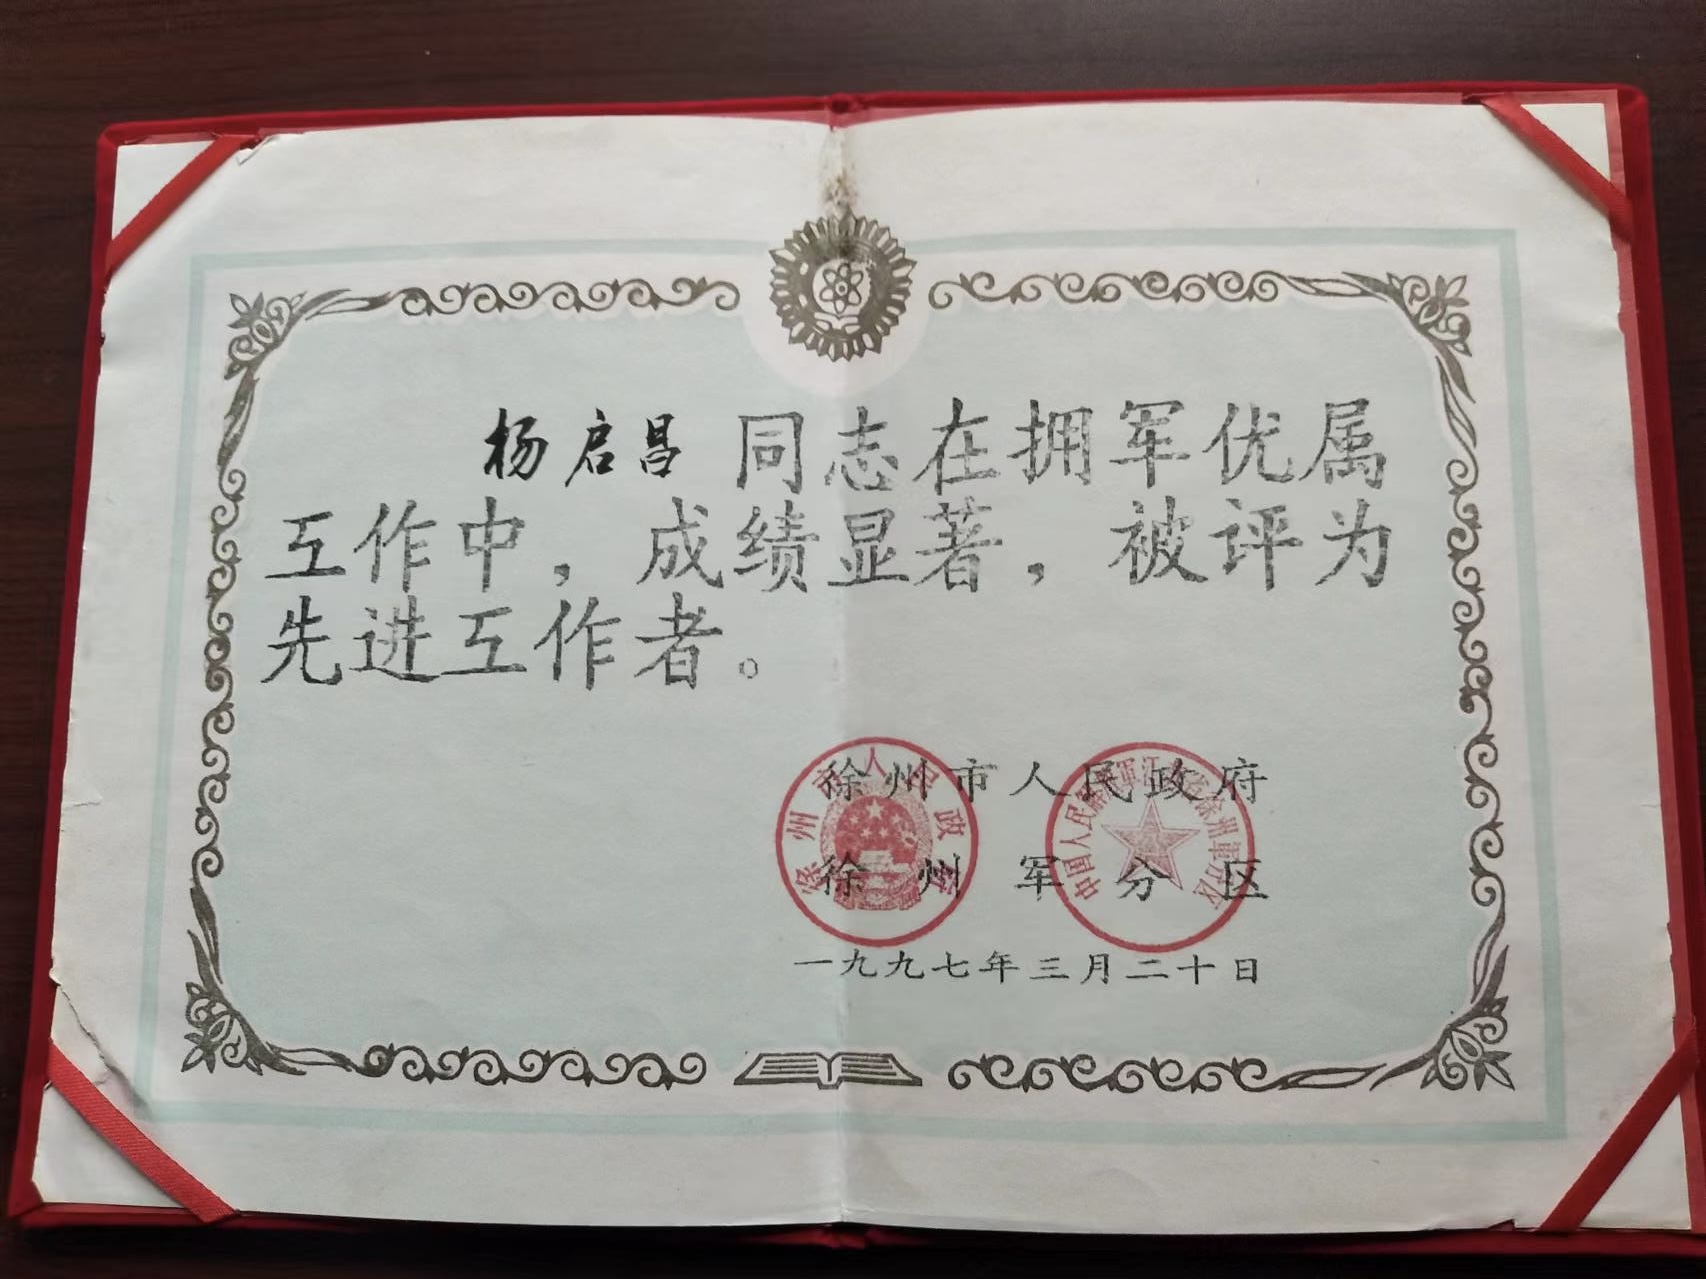 杨启昌同志在拥军优属
工作中，成绩显著，被评为
先进工作者。
徐州市人民政府
徐州军分区
一九九七年三月二十日
徐州市人民政府
中国人民解放军江苏省徐州军分区